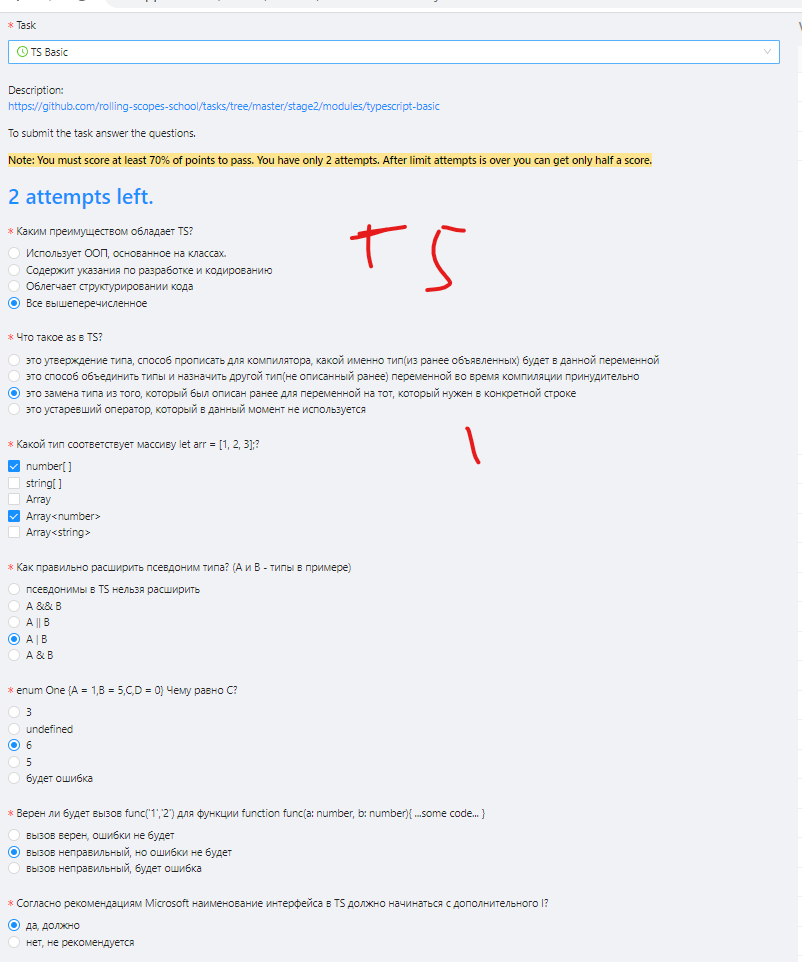 * Task
TS Basic
Description:
https://github.com/rolling-scopes-school/tasks/tree/master/stage2/modules/typescript-basic
To submit the task answer the questions.
Note: You must score at least 70% of points to pass. You have only 2 attempts. After limit attempts is over you can get only half a score.
2 attempts left.
* Каким преимуществом обладает TS?
TS
Использует ООП, основанное на классах.
Содержит указания по разработке и кодированию
Облегчает структурировании кода
Все вышеперечисленное
* Что такое as в TS?
это утверждение типа, способ прописать для компилятора, какой именно тип(из ранее объявленных) будет в данной переменной
это способ объединить типы и назначить другой тип(не описанный ранее) переменной во время компиляции принудительно
это замена типа из того, который был описан ранее для переменной на тот, который нужен в конкретной строке
это устаревший оператор, который в данный момент не используется
* Какой тип соответствует массиву let arr = [1, 2, 3];?
number[ ]
string[ ]
Array
Array<number>
Array<string>
* Как правильно расширить псевдоним типа? (А и В - типы в примере)
псевдонимы в TS нельзя расширить
A && B
A || B
A | B
A & B
* enum One {A = 1,B = 5,C,D = 0} Чему равно C?
3
undefined
6
5
будет ошибка
* Верен ли будет вызов func('1','2') для функции function func(a: number, b: number){ ...some code... }
вызов верен, ошибки не будет
вызов неправильный, но ошибки не будет
вызов неправильный, будет ошибка
* Согласно рекомендациям Microsoft наименование интерфейса в TS должно начинаться с дополнительного I?
да, должно
нет, не рекомендуется